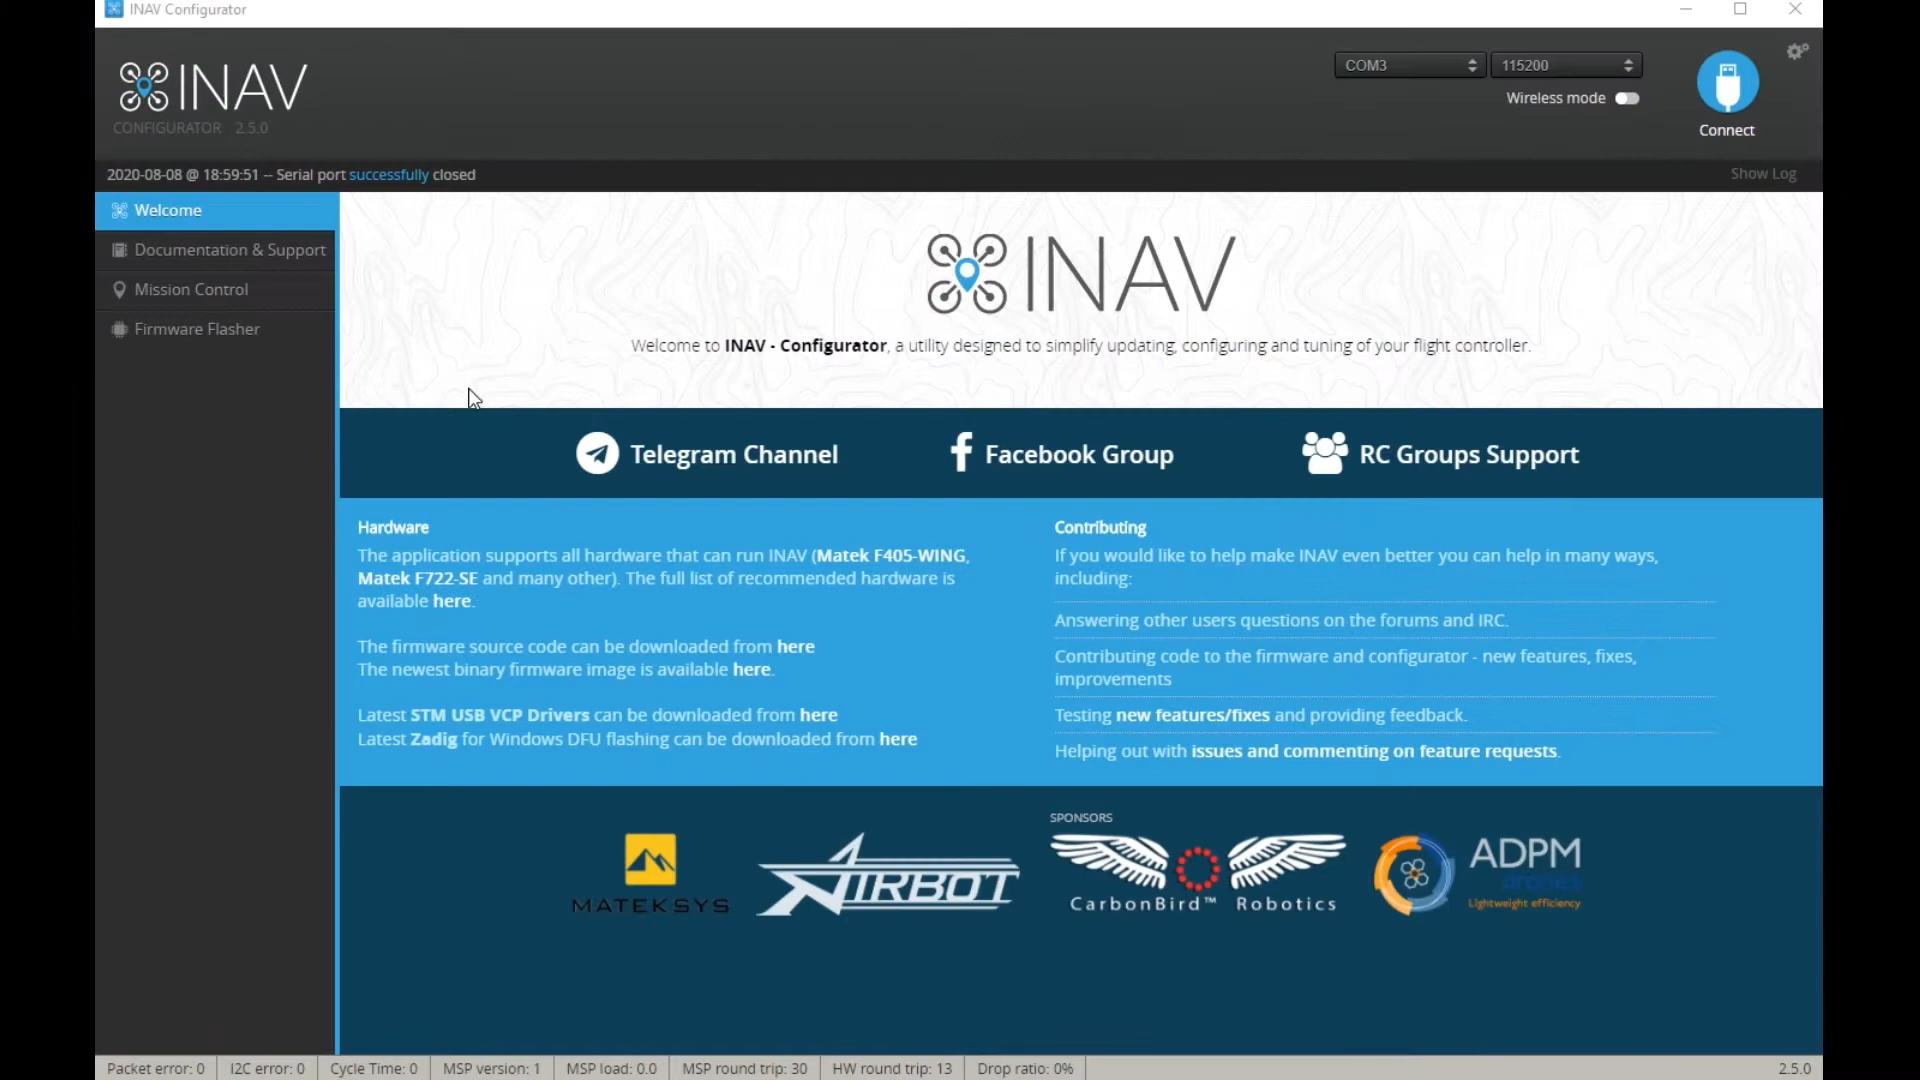 INAV Configurator
INAV
CONFIGURATOR 2.5.0
COM3
115200
Wireless mode
Connect
2020-08-08 @ 18:59:51 -- Serial port successfully closed
Show Log
Welcome
Documentation & Support
Mission Control
Firmware Flasher
INAV
Welcome to INAV - Configurator, a utility designed to simplify updating, configuring and tuning of your flight controller.
Telegram Channel
Facebook Group
RC Groups Support
Hardware
The application supports all hardware that can run INAV (Matek F405-WING,
Matek F722-SE and many other). The full list of recommended hardware is
available here.
The firmware source code can be downloaded from here
The newest binary firmware image is available here.
Latest STM USB VCP Drivers can be downloaded from here
Latest Zadig for Windows DFU flashing can be downloaded from here
Contributing
If you would like to help make INAV even better you can help in many ways,
including:
Answering other users questions on the forums and IRC.
Contributing code to the firmware and configurator - new features, fixes,
improvements
Testing new features/fixes and providing feedback.
Helping out with issues and commenting on feature requests.
SPONSORS
MATEKSYS
AIRBOT
CarbonBird™ Robotics
ADPM
drones
Lightweight efficiency
Packet error: 0
I2C error: 0
Cycle Time: 0
MSP version: 1
MSP load: 0.0
MSP round trip: 30
HW round trip: 13
Drop ratio: 0%
2.5.0